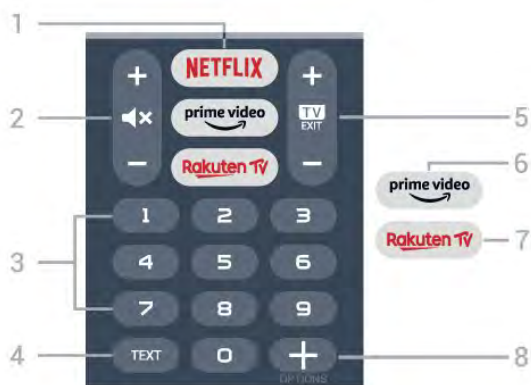 1
NETFLIX
+ +
2 prime video TV EXIT 5
- -
Rakuten TV
6
prime video
Rakuten TV 7
1 2 3
3 4 5 6
7 8 9
4 TEXT 0 + 8
OPTIONS